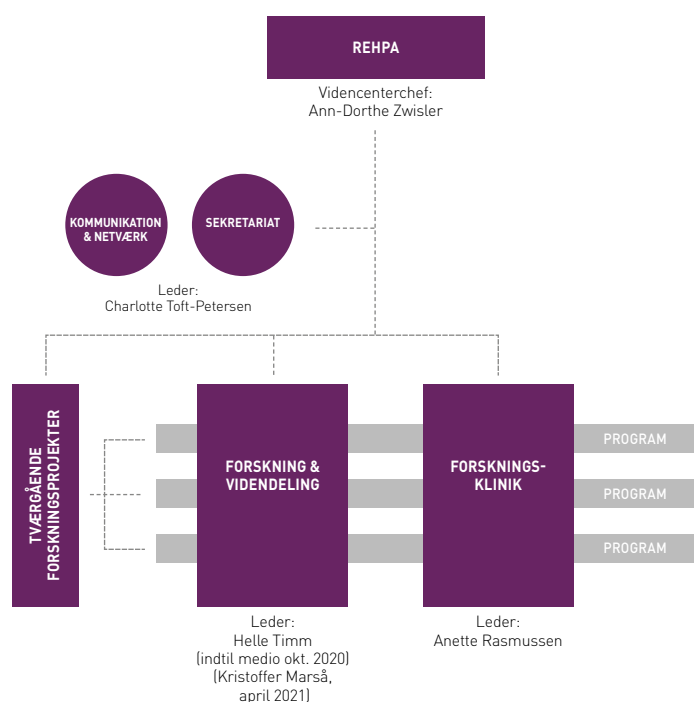 REHPA
Videncenterchef:
Ann-Dorthe Zwisler
KOMMUNIKATION
& NETVÆRK
SEKRETARIAT
Leder:
Charlotte Toft-Petersen
TVÆRGÅENDE
FORSKNINGSPROJEKTER
FORSKNING &
VIDENDELING
FORSKNINGS-
KLINIK
PROGRAM
PROGRAM
PROGRAM
Leder:
Helle Timm
(indtil medio okt. 2020)
(Kristoffer Marså,
april 2021)
Leder:
Anette Rasmussen